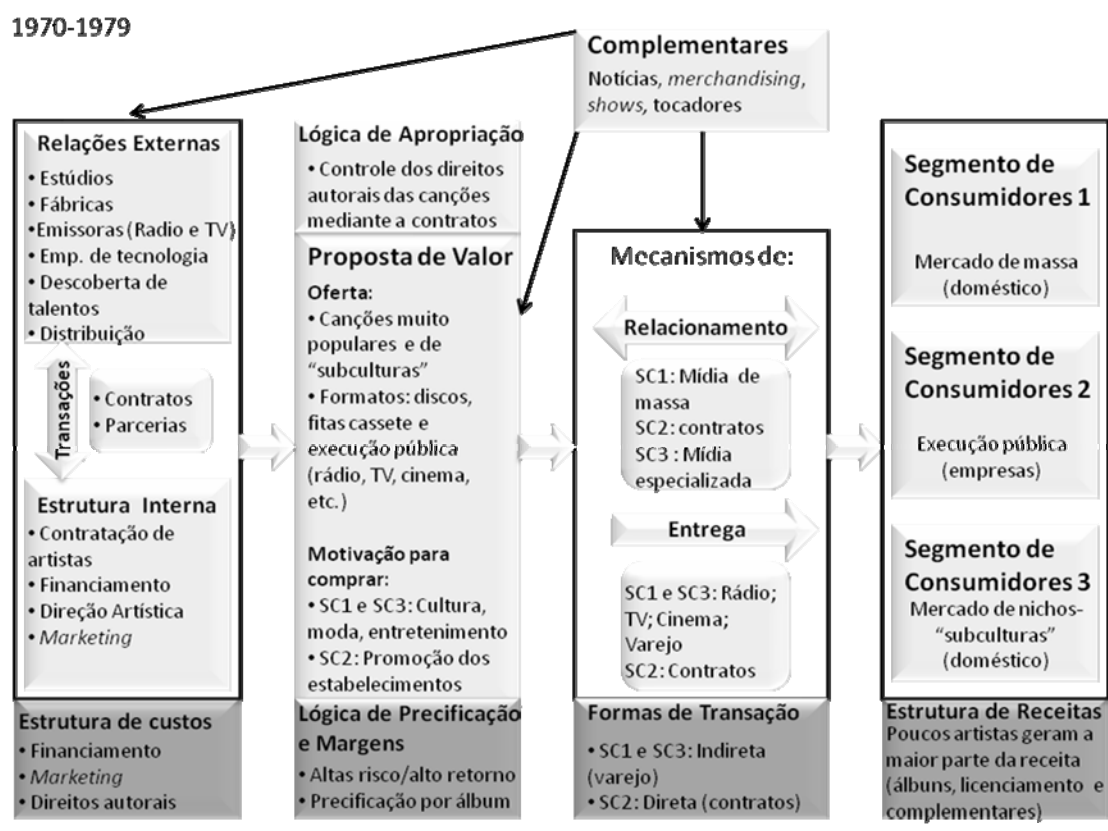 1970-1979
Complementares
Notícias, merchandising,
shows, tocadores
Relações Externas
• Estúdios
• Fábricas
•Emissoras (Radio e TV)
• Emp. de tecnologia
• Descoberta de
talentos
• Distribuição
Transações
• Contratos
• Parcerias
Estrutura Interna
• Contratação de
artistas
• Financiamento
• Direção Artística
• Marketing
Estrutura de custos
• Financiamento
• Marketing
• Direitos autorais
Lógica de Apropriação
• Controle dos direitos
autorais das canções
mediante a contratos
Proposta de Valor
Oferta:
• Canções muito
populares e de
“subculturas”
• Formatos: discos,
fitas cassete e
execução pública
(rádio, TV, cinema,
etc.)
Motivação para
comprar:
• SC1 e SC3: Cultura,
moda, entretenimento
• SC2: Promoção dos
estabelecimentos
Lógica de Precificação
e Margens
• Altas risco/alto retorno
• Precificação por álbum
Mecanismos de:
Relacionamento
SC1: Mídia de
massa
SC2: contratos
SC3 : Mídia
especializada
Entrega
SC1 e SC3: Rádio;
TV; Cinema;
Varejo
SC2: Contratos
Formas de Transação
• SC1 e SC3: Indireta
(varejo)
• SC2: Direta (contratos)
Segmento de
Consumidores 1
Mercado de massa
(doméstico)
Segmento de
Consumidores 2
Execução pública
(empresas)
Segmento de
Consumidores 3
Mercado de nichos-
“subculturas”
(doméstico)
Estrutura de Receitas
Poucos artistas geram a
maior parte da receita
(álbuns, licenciamento e
complementares)